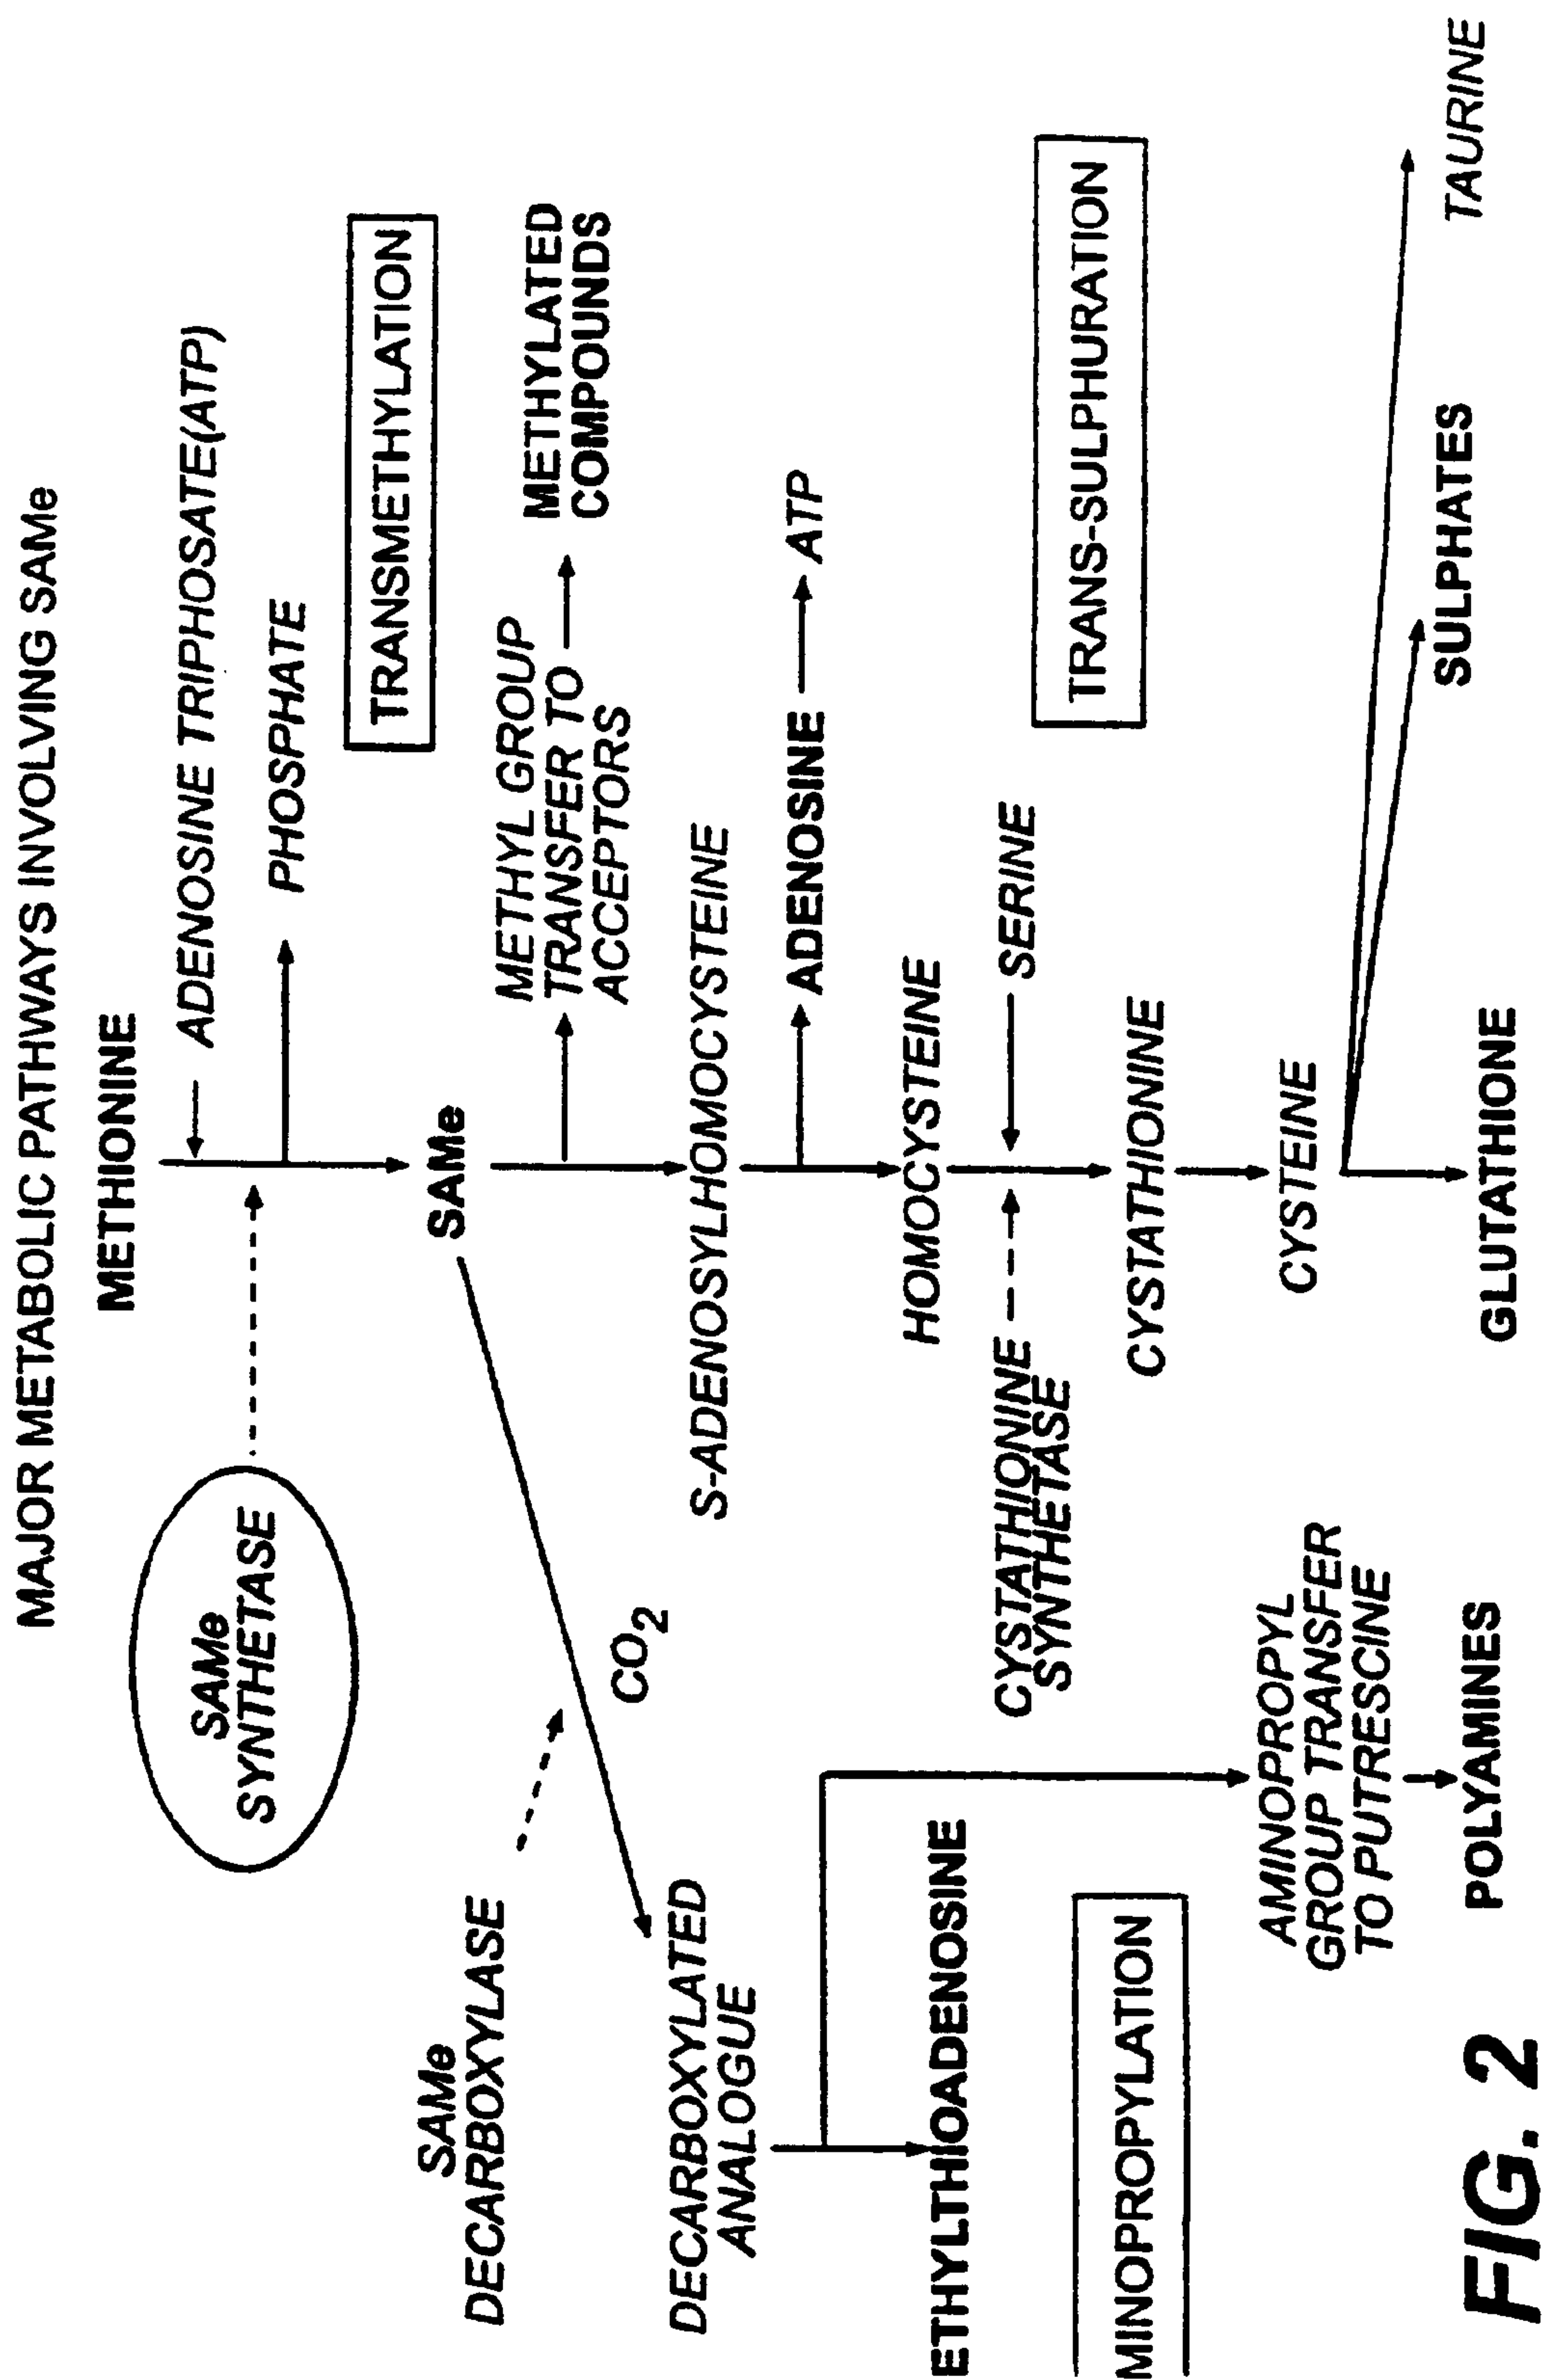 MAJOR METABOLIC PATHWAYS INVOLVING SAMe
METHIONINE
ADENOSINE TRIPHOSATE(ATP)
SAMe
SYNTHETASE
PHOSPHATE
TRANSMETHYLATION
SAMe
SAMe
DECARBOXYLASE
METHYL GROUP
TRANSFER TO
ACCEPTORS
METHYLATED
COMPOUNDS
CO2
DECARBOXYLATED
ANALOGUE
S-ADENOSYLHOMOCYSTEINE
ADENOSINE
ATP
ETHYLTHIOADENOSINE
HOMOCYSTEINE
CYSTATHIONINE
SYNTHETASE
SERINE
TRANS-SULPHURATION
MINOPROPYLATION
CYSTATHIONINE
AMINOPROPYL
GROUP TRANSFER
TO PUTRESCINE
CYSTEINE
POLYAMINES
GLUTATHIONE
SULPHATES
TAURINE
FIG. 2